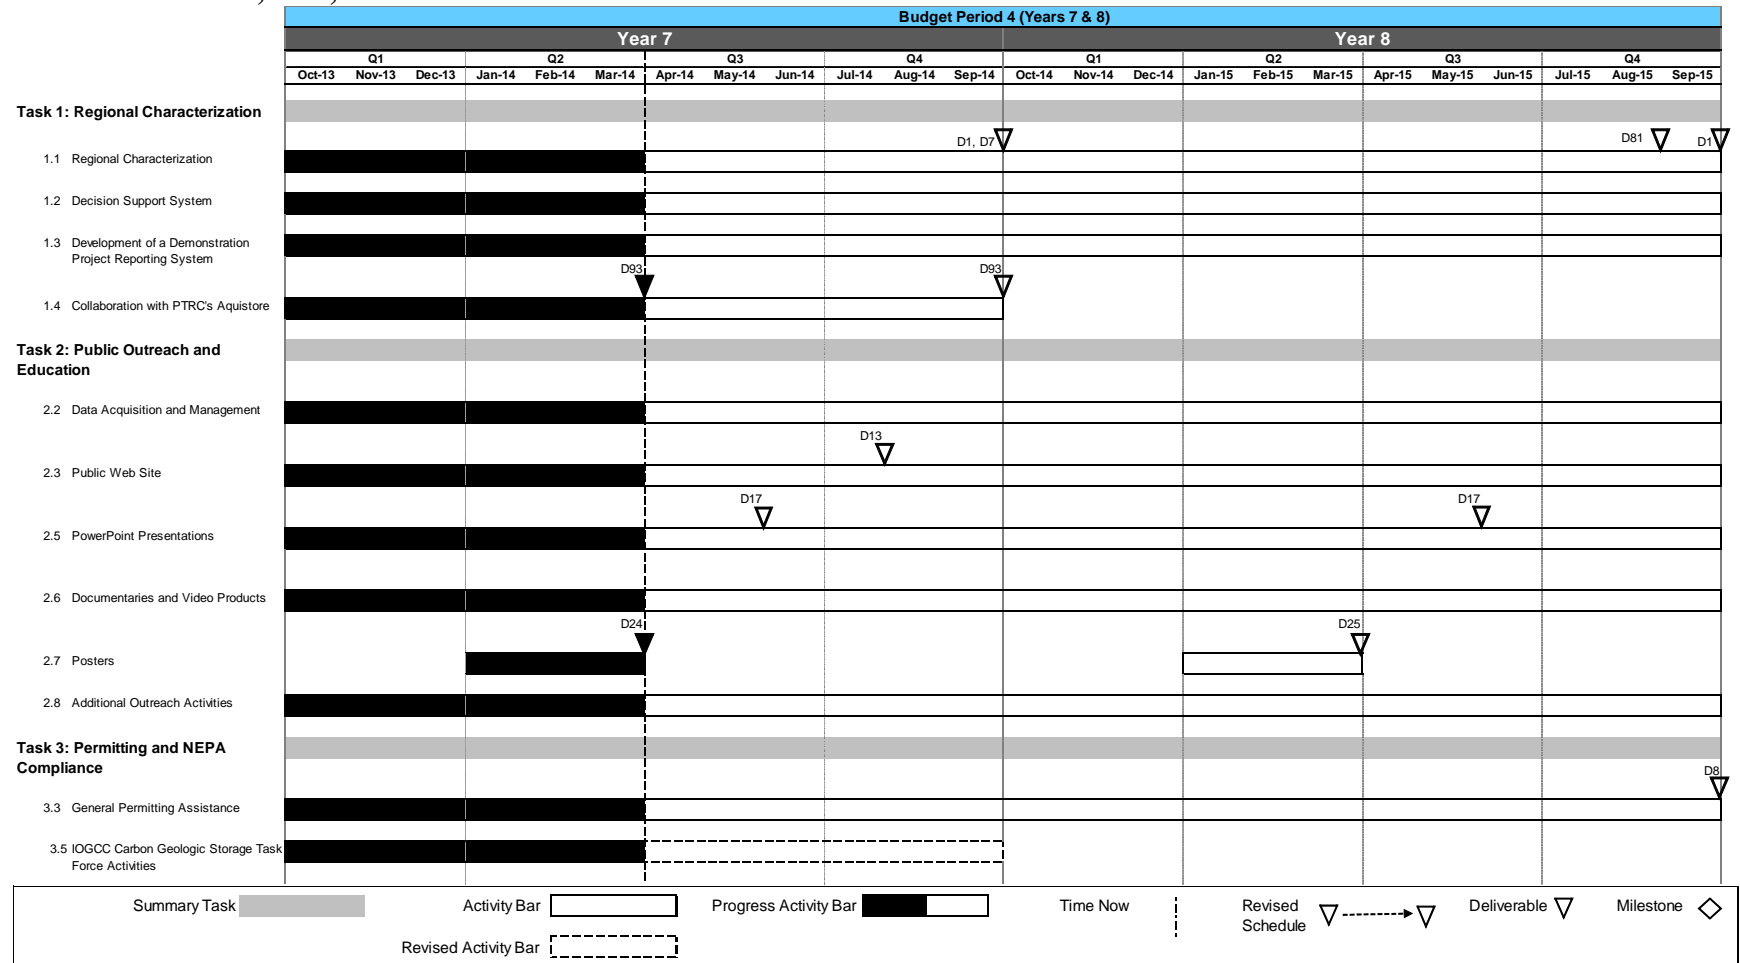 Budget Period 4 (Years 7 & 8)
Year 7 Year 8
Q1 Q2 Q3 Q4 Q1 Q2 Q3 Q4
Oct-13 Nov-13 Dec-13 Jan-14 Feb-14 Mar-14 Apr-14 May-14 Jun-14 Jul-14 Aug-14 Sep-14 Oct-14 Nov-14 Dec-14 Jan-15 Feb-15 Mar-15 Apr-15 May-15 Jun-15 Jul-15 Aug-15 Sep-15
Task 1: Regional Characterization
D1, D7 D81 D1
1.1 Regional Characterization
1.2 Decision Support System
1.3 Development of a Demonstration
Project Reporting System
D93 D93
1.4 Collaboration with PTRC's Aquistore
Task 2: Public Outreach and
Education
2.2 Data Acquisition and Management
D13
2.3 Public Web Site
D17 D17
2.5 PowerPoint Presentations
2.6 Documentaries and Video Products
D24 D25
2.7 Posters
2.8 Additional Outreach Activities
Task 3: Permitting and NEPA
Compliance
D8
3.3 General Permitting Assistance
3.5 IOGCC Carbon Geologic Storage Task
Force Activities
Summary Task Activity Bar Progress Activity Bar Time Now Revised Deliverable Milestone
Schedule
Revised Activity Bar